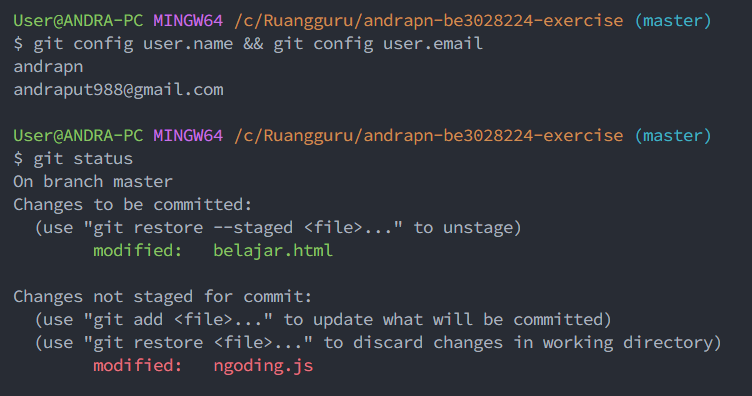 User@ANDRA-PC MINGW64 /c/Ruangguru/andrapn-be3028224-exercise (master)
$ git config user.name && git config user.email
andrapn
andraput988@gmail.com

User@ANDRA-PC MINGW64 /c/Ruangguru/andrapn-be3028224-exercise (master)
$ git status
On branch master
Changes to be committed:
  (use "git restore --staged <file>..." to unstage)
        modified:   belajar.html

Changes not staged for commit:
  (use "git add <file>..." to update what will be committed)
  (use "git restore <file>..." to discard changes in working directory)
        modified:   ngoding.js